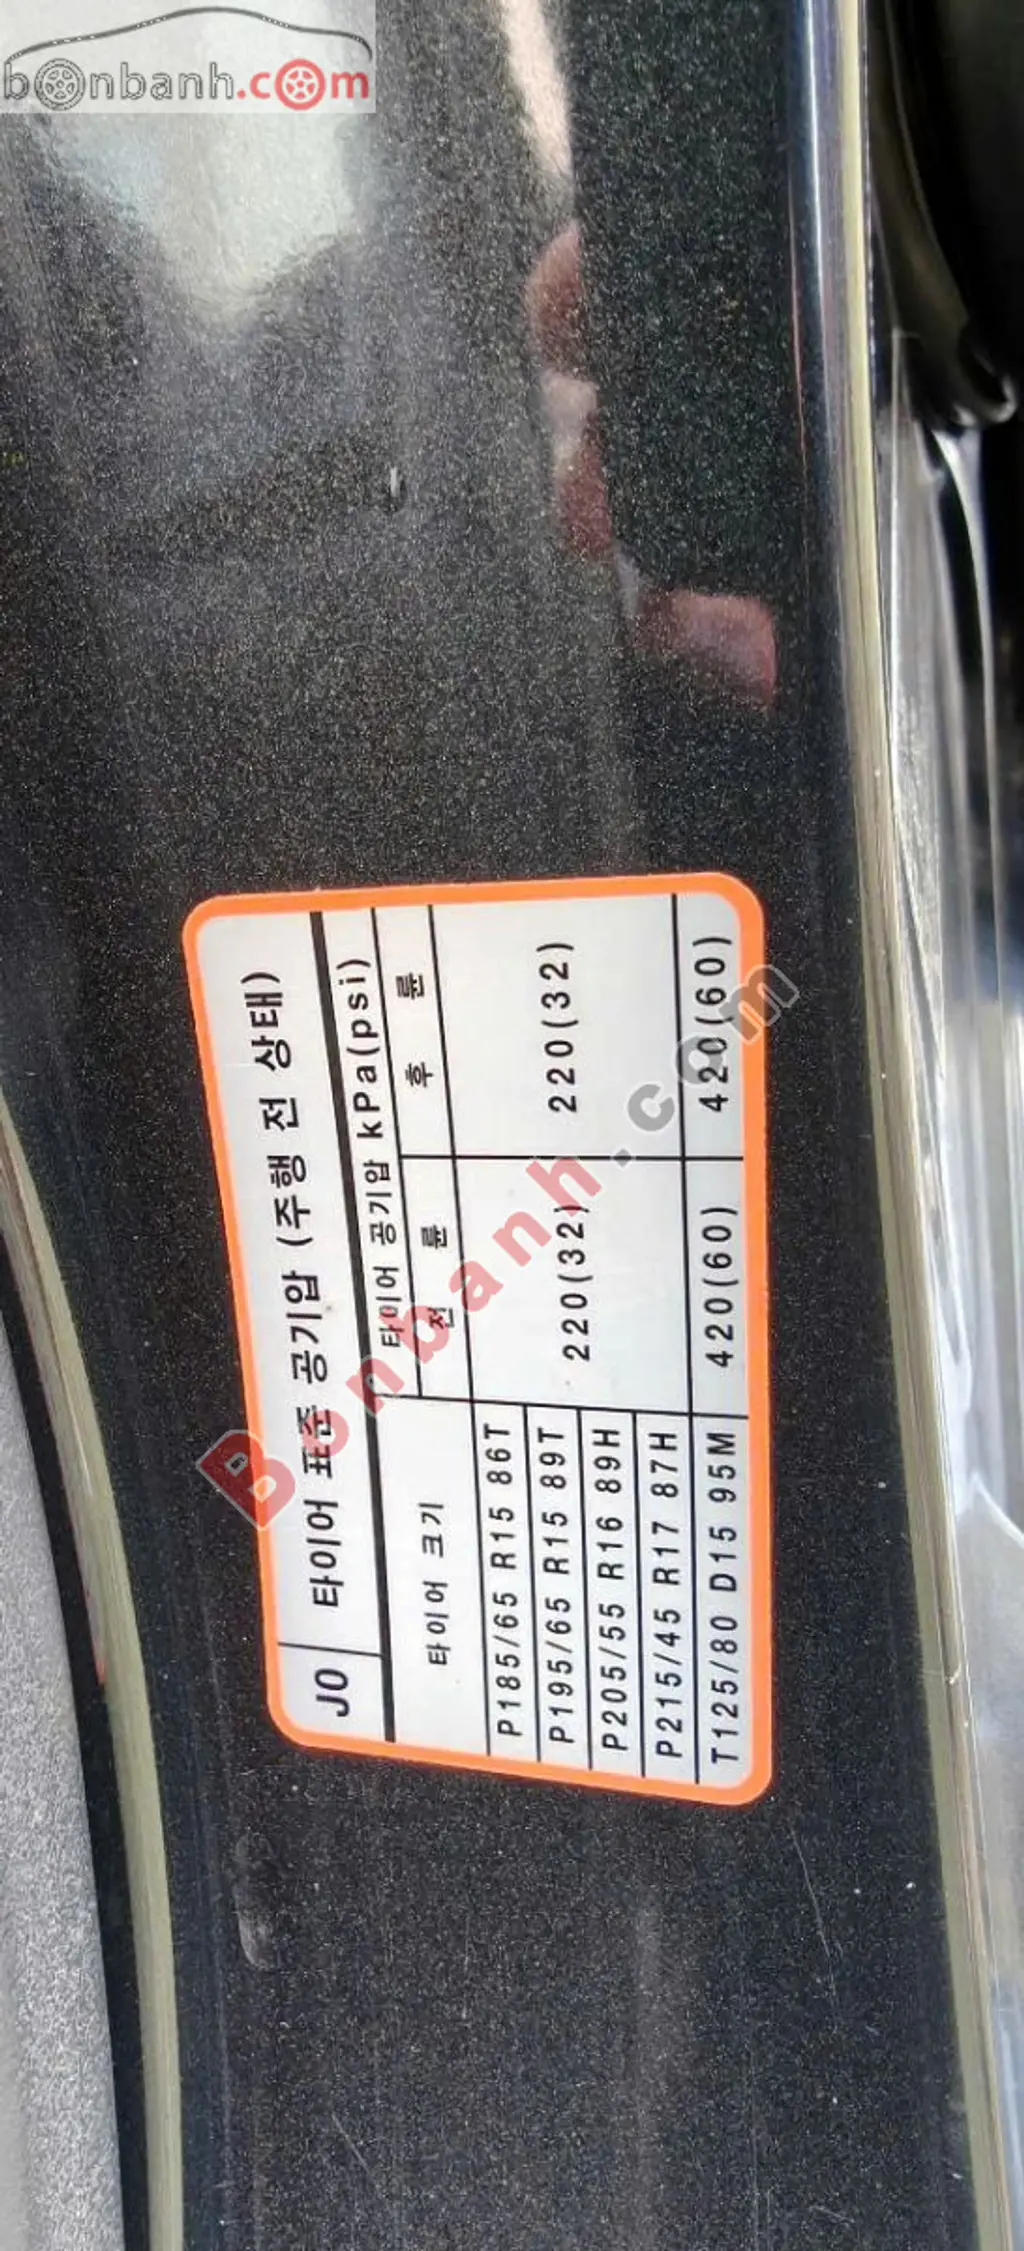 bonbanh.com
J0 타이어 표준 공기압 (주행 전 상태)
타이어 크기 타이어 공기압 kPa(psi)
전 륜 후 륜
P185/65 R15 86T 220(32) 220(32)
P195/65 R15 89T
P205/55 R16 89H
P215/45 R17 87H
T125/80 D15 95M 420(60) 420(60)
Bonbanh.com